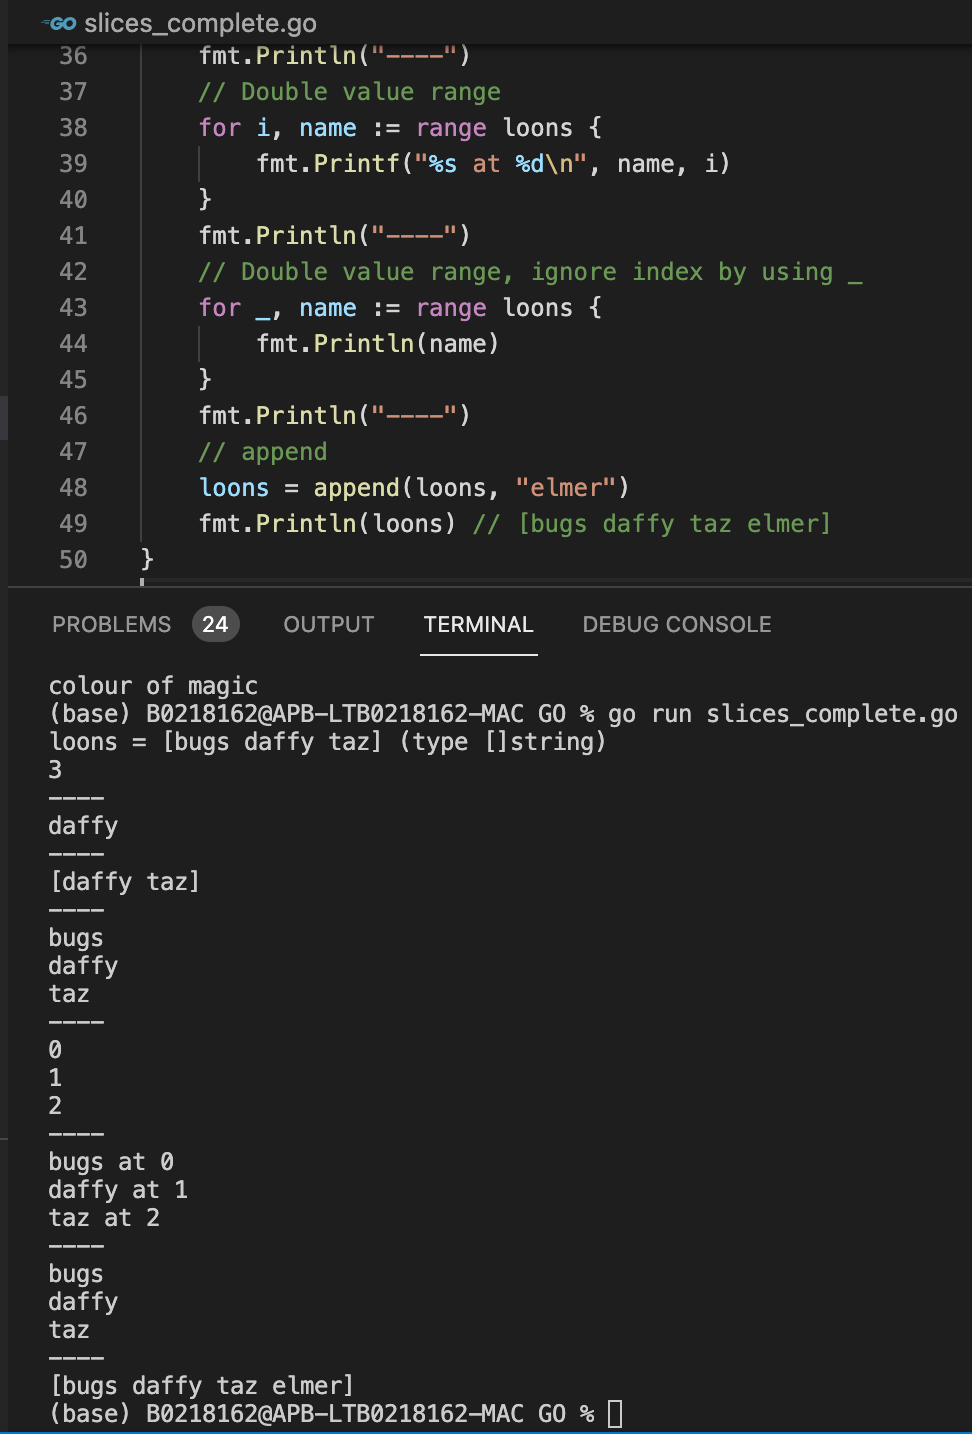 GO slices_complete.go
36 fmt.Println("----")
37 // Double value range
38 for i, name := range loons {
39 fmt.Printf("%s at %d\n", name, i)
40 }
41 fmt.Println("----")
42 // Double value range, ignore index by using _
43 for _, name := range loons {
44 fmt.Println(name)
45 }
46 fmt.Println("----")
47 // append
48 loons = append(loons, "elmer")
49 fmt.Println(loons) // [bugs daffy taz elmer]
50 }
PROBLEMS 24 OUTPUT TERMINAL DEBUG CONSOLE
colour of magic
(base) B0218162@APB-LTB0218162-MAC GO % go run slices_complete.go
loons = [bugs daffy taz] (type []string)
3
----
daffy
----
[daffy taz]
----
bugs
daffy
taz
----
0
1
2
----
bugs at 0
daffy at 1
taz at 2
----
bugs
daffy
taz
----
[bugs daffy taz elmer]
(base) B0218162@APB-LTB0218162-MAC GO %